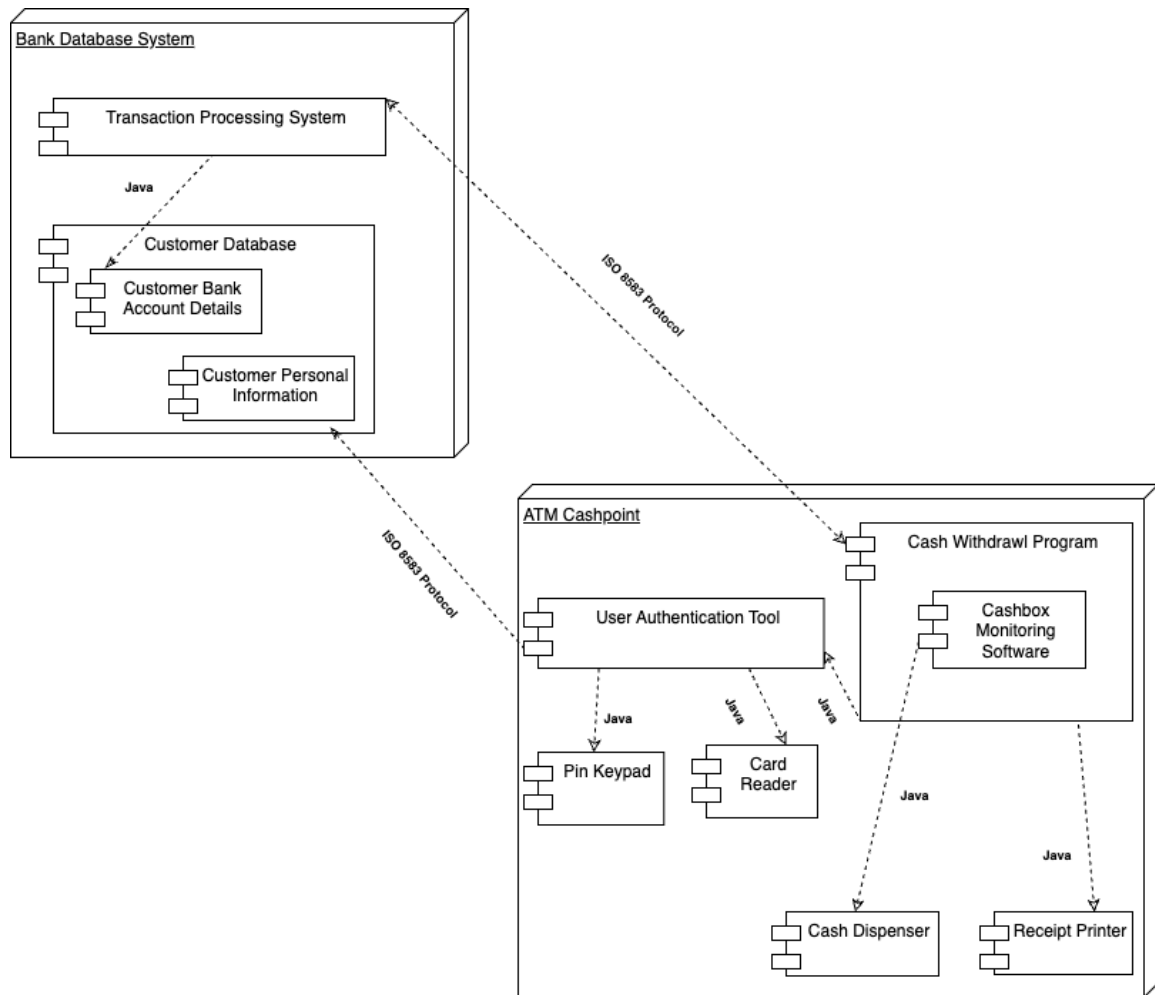 Bank Database System
Transaction Processing System
Java
Customer Database
Customer Bank
Account Details
Customer Personal
Information
ISO 8583 Protocol
ISO 8583 Protocol
ATM Cashpoint
Cash Withdrawl Program
User Authentication Tool
Cashbox
Monitoring
Software
Java
Java
Java
Pin Keypad
Card
Reader
Java
Java
Cash Dispenser
Receipt Printer